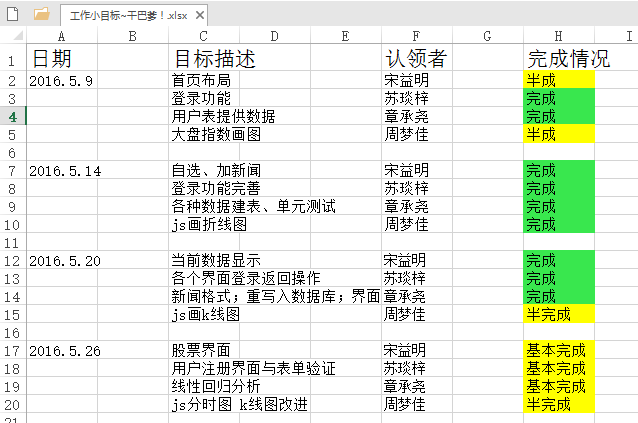 工作小目标~干巴爹！.xlsx
A B C D E F G H I
1 日期 目标描述 认领者 完成情况
2 2016.5.9 首页布局 宋益明 半成
3 登录功能 苏琰梓 完成
4 用户表提供数据 章承尧 完成
5 大盘指数画图 周梦佳 半成
6
7 2016.5.14 自选、加新闻 宋益明 完成
8 登录功能完善 苏琰梓 完成
9 各种数据建表、单元测试 章承尧 完成
10 js画折线图 周梦佳 完成
11
12 2016.5.20 当前数据显示 宋益明 完成
13 各个界面登录返回操作 苏琰梓 完成
14 新闻格式；重写入数据库；界面 章承尧 完成
15 js画k线图 周梦佳 半完成
16
17 2016.5.26 股票界面 宋益明 基本完成
18 用户注册界面与表单验证 苏琰梓 基本完成
19 线性回归分析 章承尧 基本完成
20 js分时图 k线图改进 周梦佳 半完成